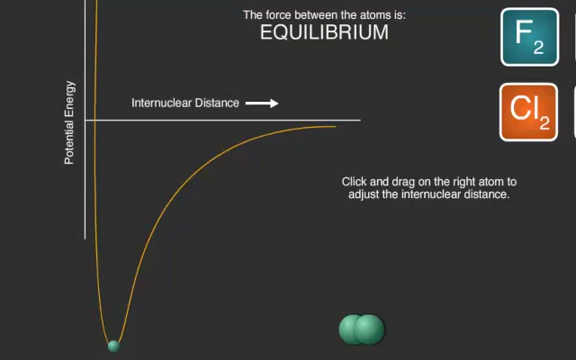 The force between the atoms is:
EQUILIBRIUM
F2
Internuclear Distance
Potential Energy
Cl2
Click and drag on the right atom to
adjust the internuclear distance.